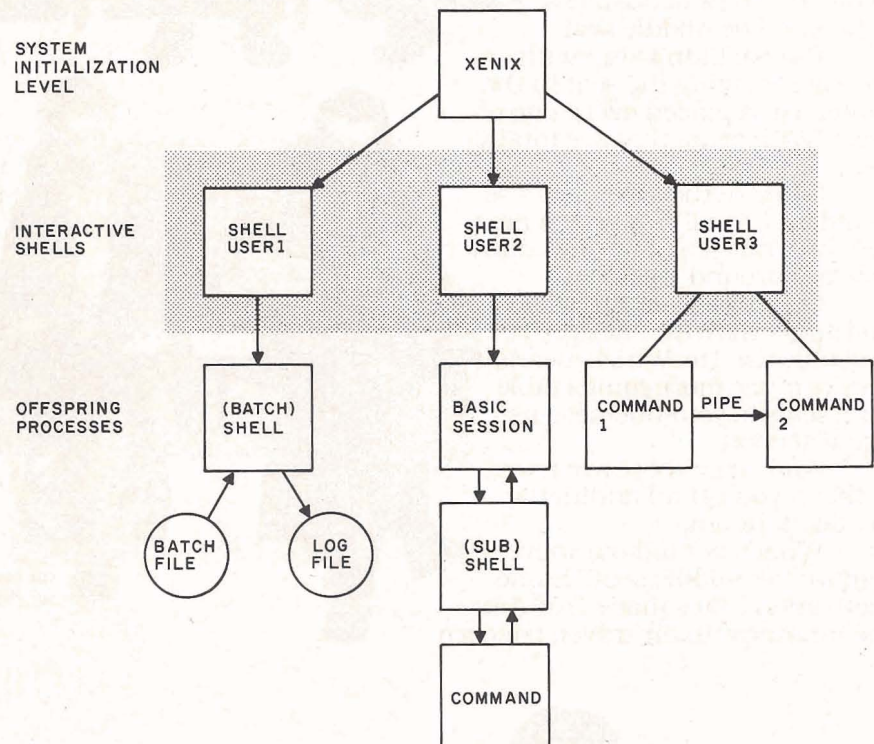 SYSTEM
INITIALIZATION
LEVEL
XENIX
INTERACTIVE
SHELLS
SHELL
USER1
SHELL
USER2
SHELL
USER3
OFFSPRING
PROCESSES
(BATCH)
SHELL
BASIC
SESSION
COMMAND
1
PIPE
COMMAND
2
BATCH
FILE
LOG
FILE
(SUB)
SHELL
COMMAND